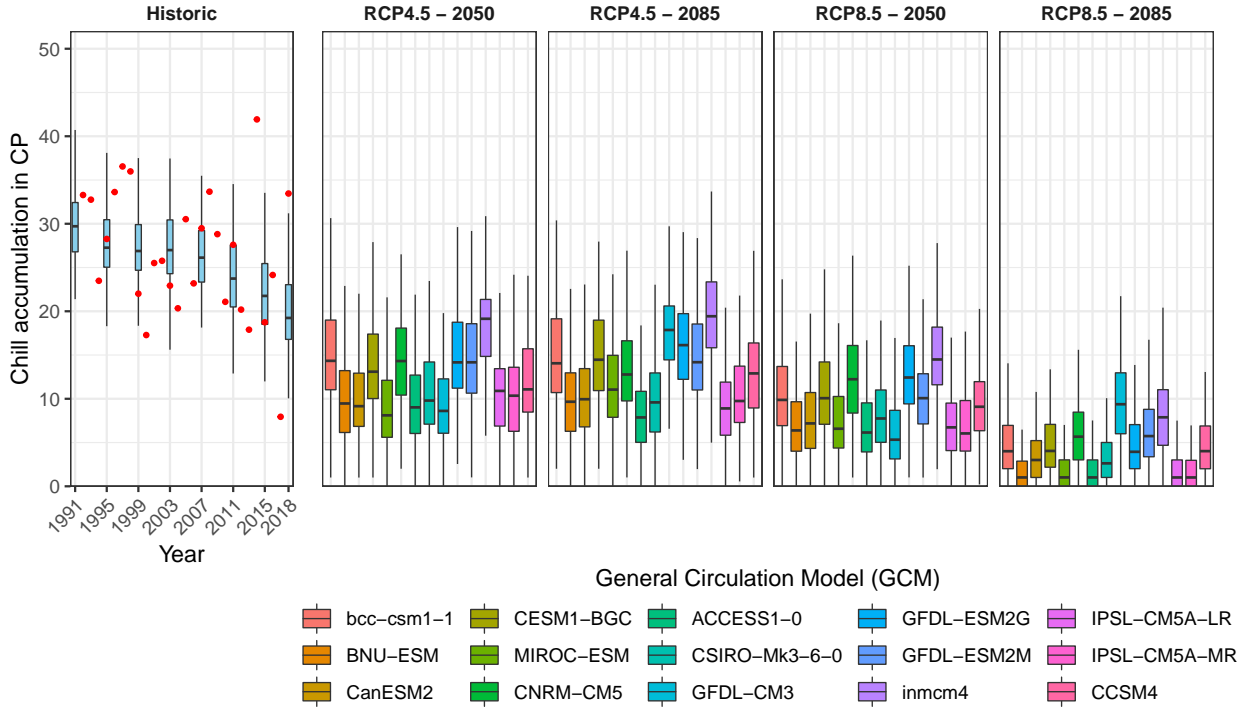 Historic RCP4.5 − 2050 RCP4.5 − 2085 RCP8.5 − 2050 RCP8.5 − 2085
Chill accumulation in CP
50
40
30
20
10
0
1991 1995 1999 2003 2007 2011 2015 2018
Year
General Circulation Model (GCM)
bcc−csm1−1 CESM1−BGC ACCESS1−0 GFDL−ESM2G IPSL−CM5A−LR
BNU−ESM MIROC−ESM CSIRO−Mk3−6−0 GFDL−ESM2M IPSL−CM5A−MR
CanESM2 CNRM−CM5 GFDL−CM3 inmcm4 CCSM4